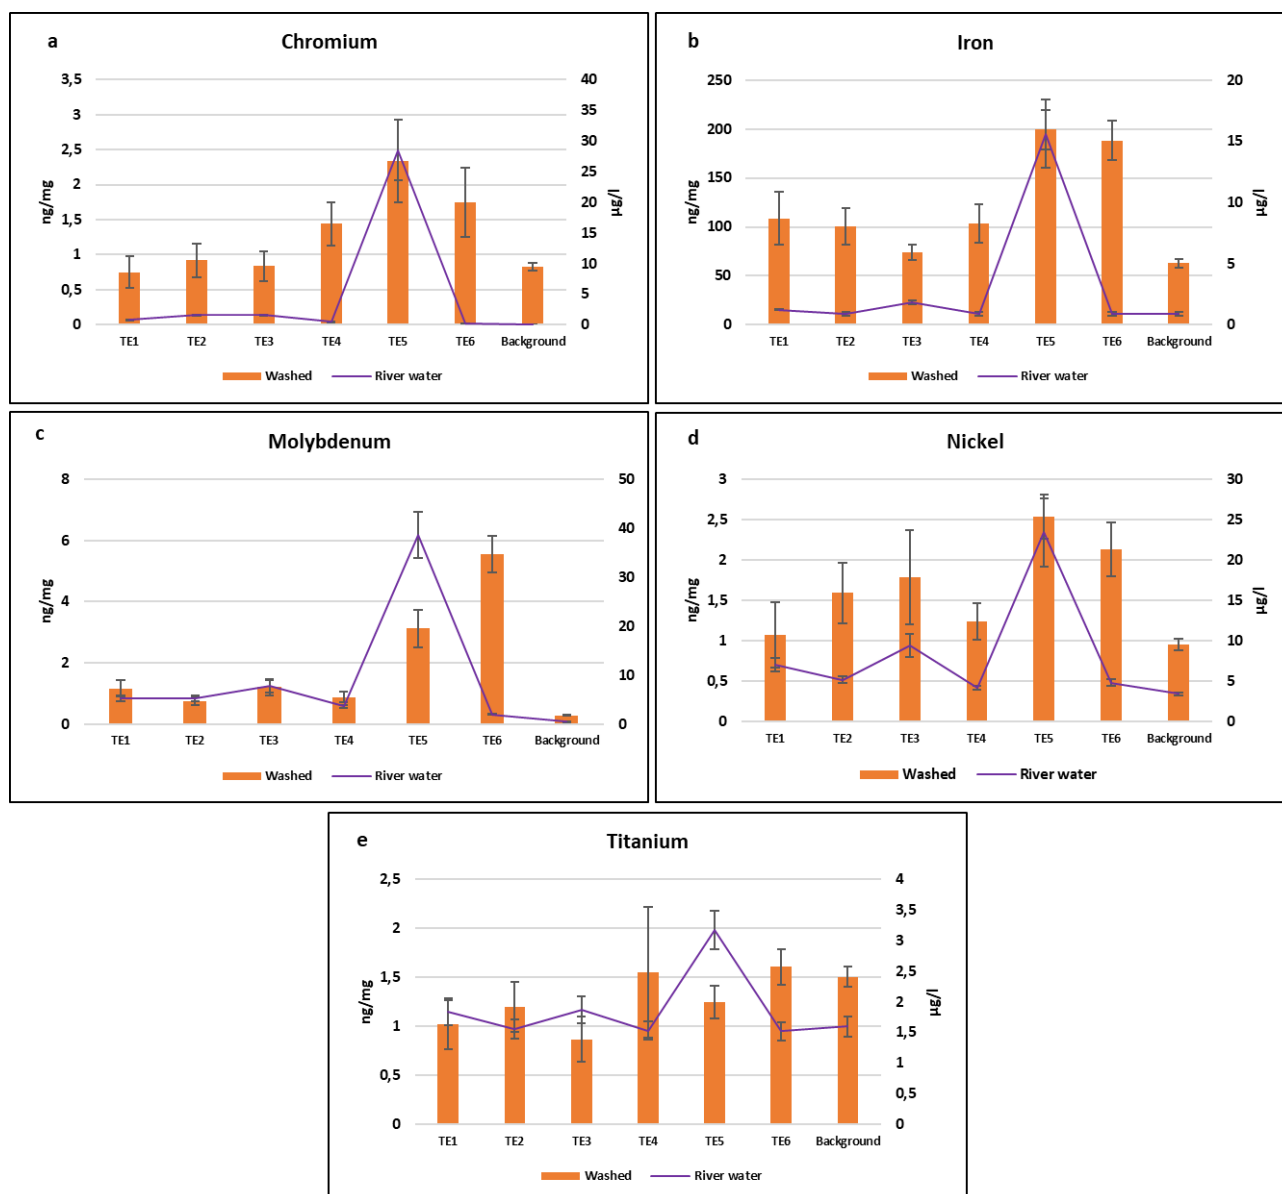 a
Chromium
3,5
3
2,5
2
1,5
1
0,5
0
ng/mg
40
35
30
25
20
15
10
5
0
µg/l
TE1 TE2 TE3 TE4 TE5 TE6 Background
Washed River water
b
Iron
250
200
150
100
50
0
ng/mg
20
15
10
5
0
µg/l
TE1 TE2 TE3 TE4 TE5 TE6 Background
Washed River water
c
Molybdenum
8
6
4
2
0
ng/mg
50
40
30
20
10
0
µg/l
TE1 TE2 TE3 TE4 TE5 TE6 Background
Washed River water
d
Nickel
3
2,5
2
1,5
1
0,5
0
ng/mg
30
25
20
15
10
5
0
µg/l
TE1 TE2 TE3 TE4 TE5 TE6 Background
Washed River water
e
Titanium
2,5
2
1,5
1
0,5
0
ng/mg
4
3,5
3
2,5
2
1,5
1
0,5
0
µg/l
TE1 TE2 TE3 TE4 TE5 TE6 Background
Washed River water